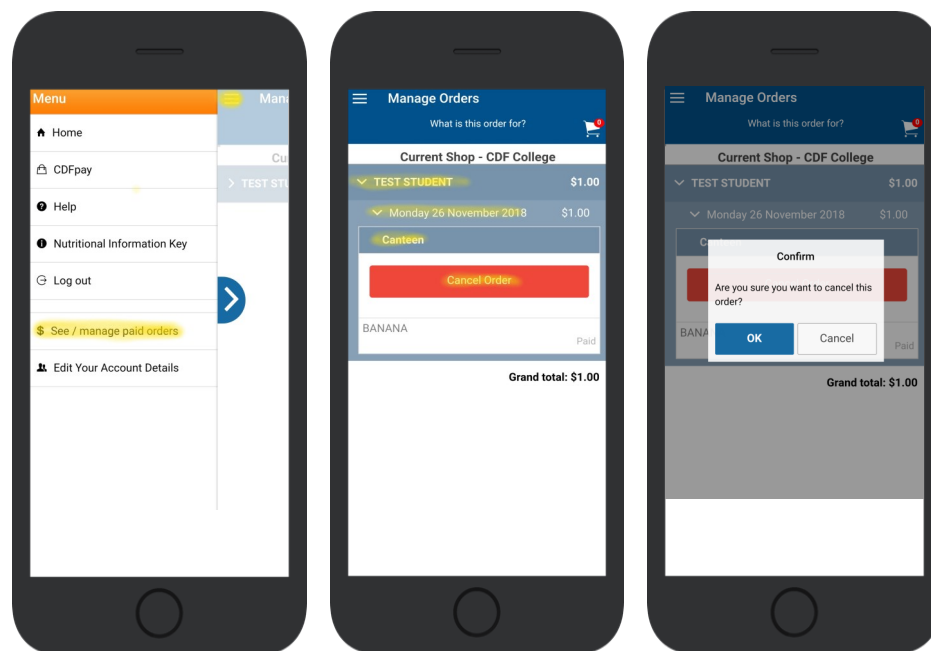 Menu
Mana
Home
CDFpay
Cu
TEST STU
Help
Nutritional Information Key
Log out
$ See / manage paid orders
Edit Your Account Details
Manage Orders
What is this order for?
0
Current Shop - CDF College
TEST STUDENT $1.00
Monday 26 November 2018 $1.00
Canteen
Cancel Order
BANANA
Paid
Grand total: $1.00
Manage Orders
What is this order for?
0
Current Shop - CDF College
TEST STUDENT $1.00
Monday 26 November 2018 $1.00
Confirm
Are you sure you want to cancel this
order?
BANA
OK Cancel
Paid
Grand total: $1.00